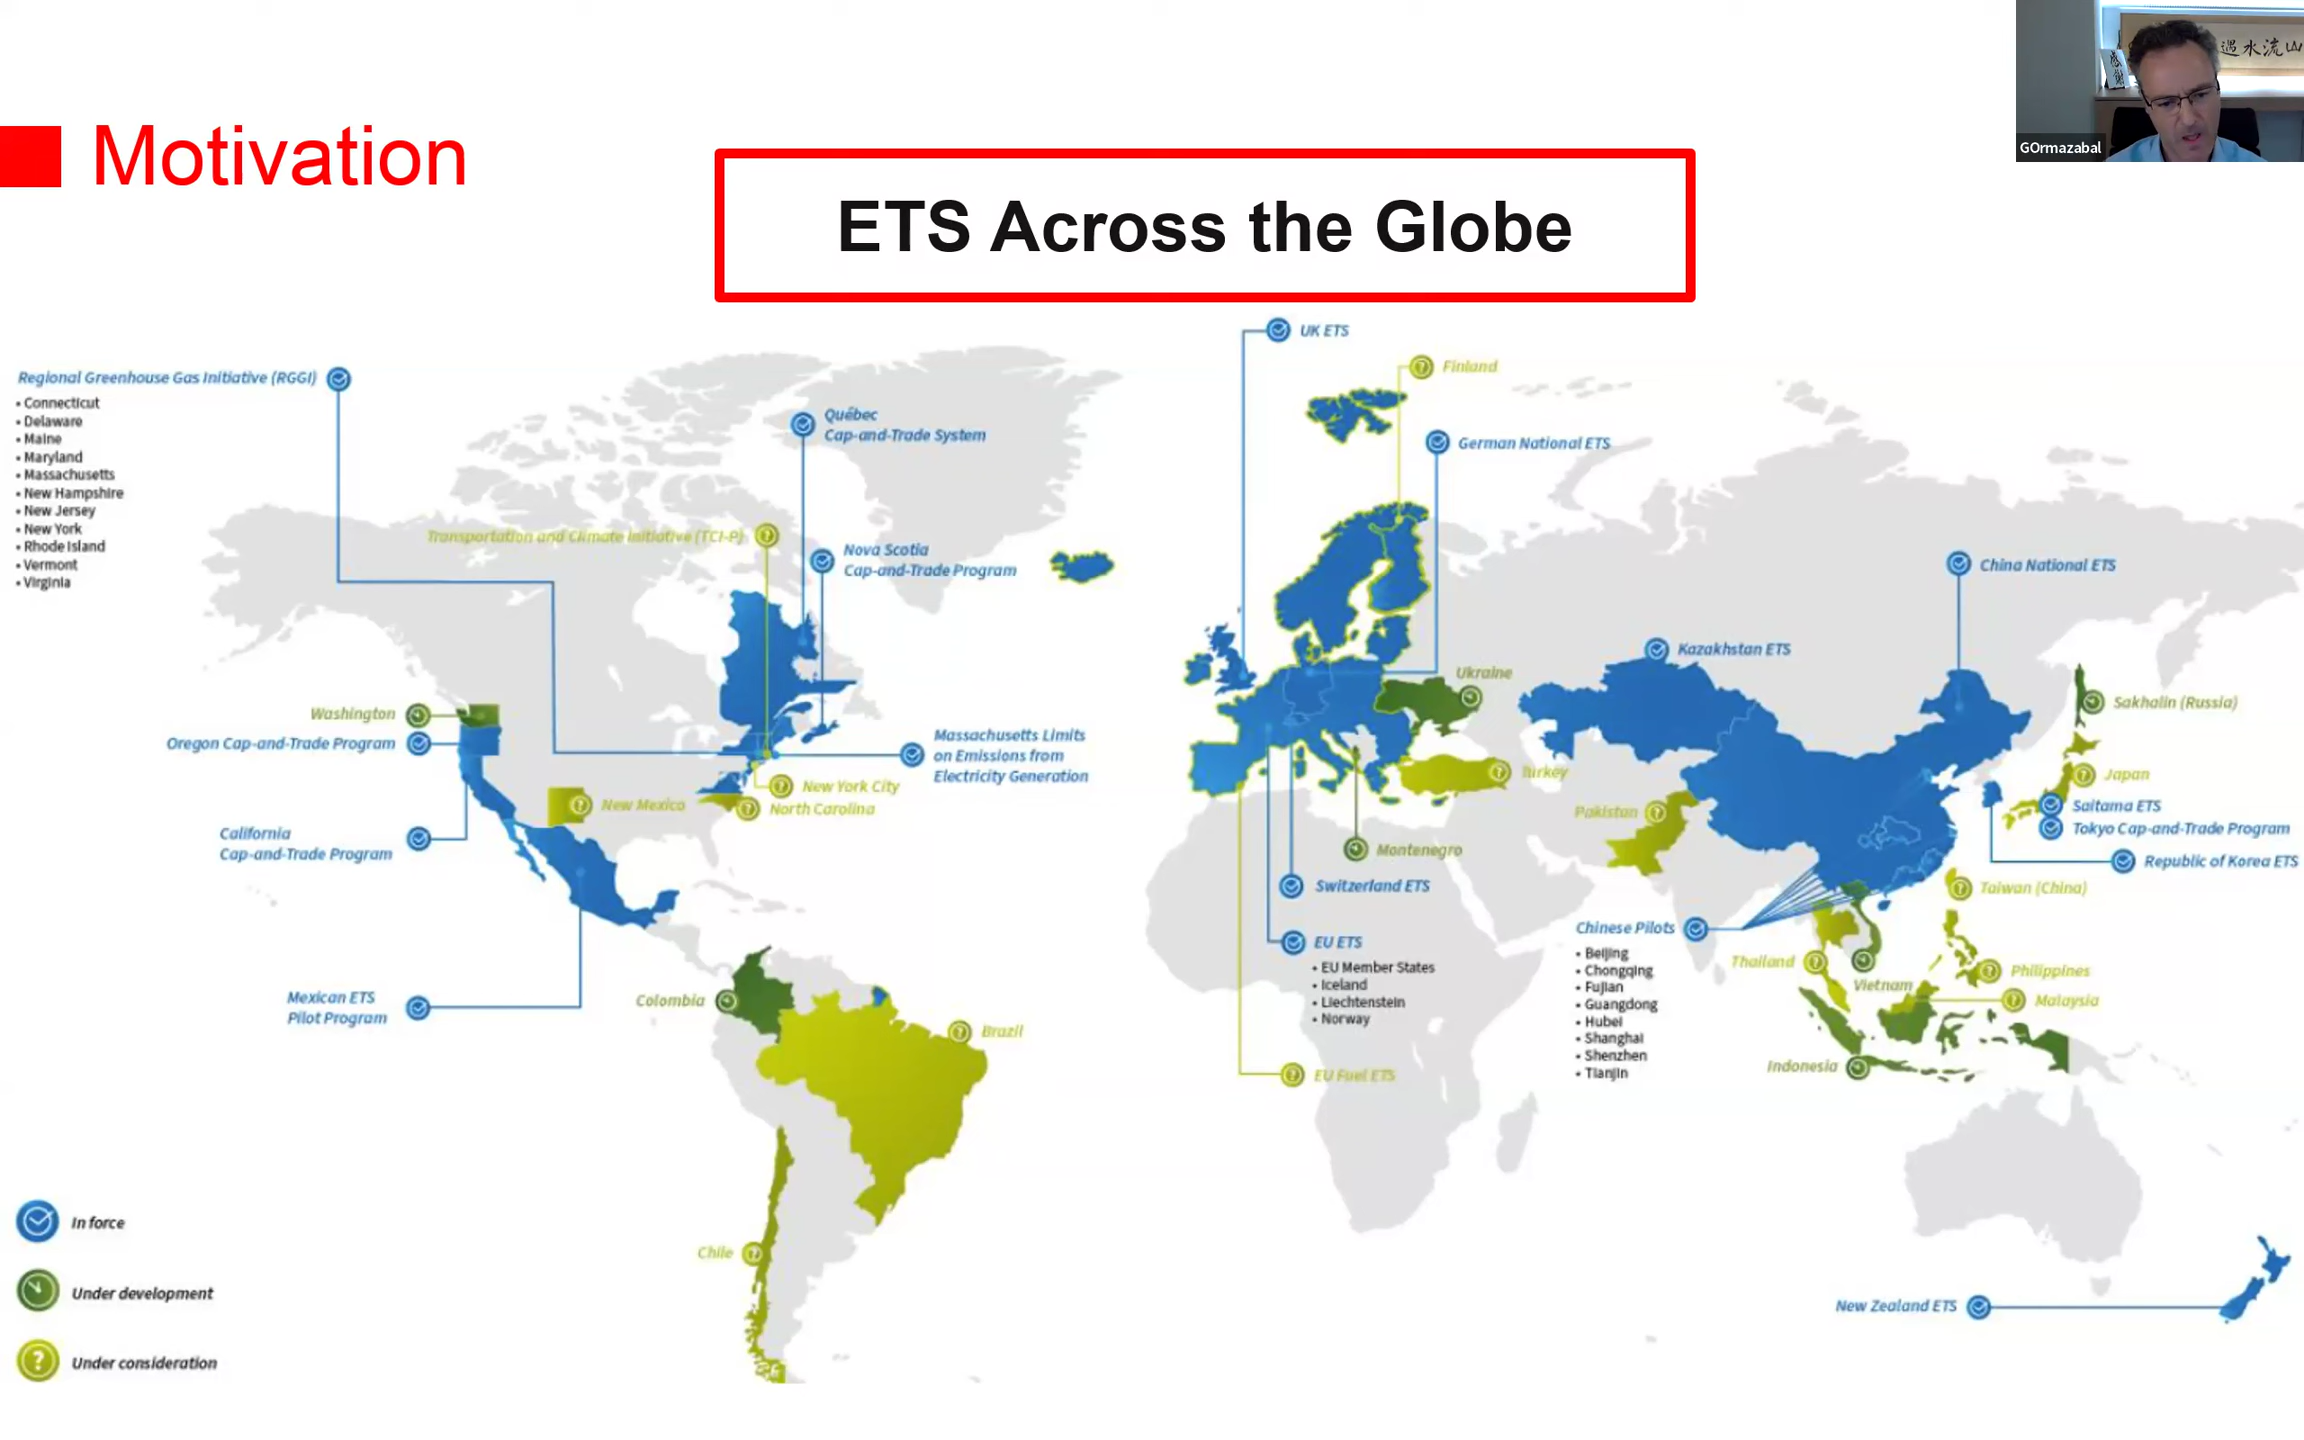 Motivation
ETS Across the Globe
遇水流山
感謝
GOrmazabal
UK ETS
Finland
Regional Greenhouse Gas Initiative (RGGI)
• Connecticut
• Delaware
• Maine
• Maryland
• Massachusetts
• New Hampshire
• New Jersey
• New York
• Rhode Island
• Vermont
• Virginia
Québec
Cap-and-Trade System
German National ETS
Transportation and Climate Initiative (TCI-P)
Nova Scotia
Cap-and-Trade Program
China National ETS
Kazakhstan ETS
Ukraine
Sakhalin (Russia)
Washington
Oregon Cap-and-Trade Program
Massachusetts Limits
on Emissions from
Electricity Generation
New York City
North Carolina
New Mexico
Turkey
Japan
Pakistan
Saitama ETS
Tokyo Cap-and-Trade Program
California
Cap-and-Trade Program
Montenegro
Republic of Korea ETS
Switzerland ETS
Taiwan (China)
Chinese Pilots
• Beijing
• Chongqing
• Fujian
• Guangdong
• Hubei
• Shanghai
• Shenzhen
• Tianjin
EU ETS
• EU Member States
• Iceland
• Liechtenstein
• Norway
Thailand
Philippines
Vietnam
Malaysia
Mexican ETS
Pilot Program
Colombia
Brazil
Indonesia
EU Fuel ETS
Chile
In force
Under development
Under consideration
New Zealand ETS